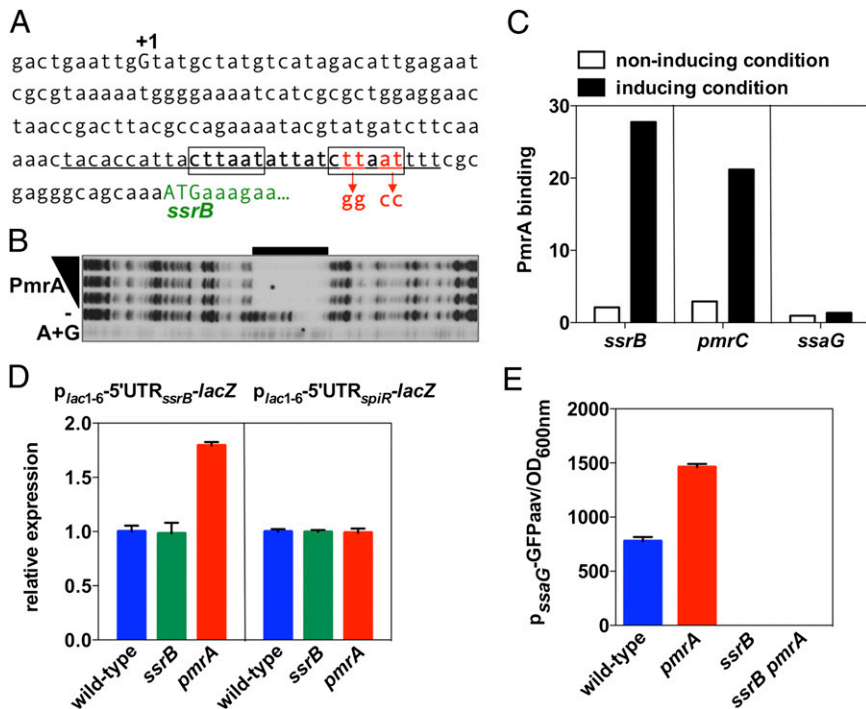 A
+1
gactgaattgGtatgctatgtcatagacattgagaat
cgcgtaaaaatggggaaaatcatcgcgctggaggaac
taaccgacttacgccagaaaatacgtatgatcttcaa
aaactacaccattacttaatattatcttaattttcgc
gagggcagcaaaATGaaagaa...
gg cc
ssrB
B
PmrA
-
A+G
C
non-inducing condition
inducing condition
PmrA binding
30
20
10
0
ssrB pmrC ssaG
D
plac1-6-5'UTRssrB-lacZ plac1-6-5'UTRspiR-lacZ
relative expression
2.0
1.5
1.0
0.5
0.0
wild-type ssrB pmrA wild-type ssrB pmrA
E
pssaG-GFPaav/OD600nm
2000
1500
1000
500
0
wild-type pmrA ssrB ssrB pmrA